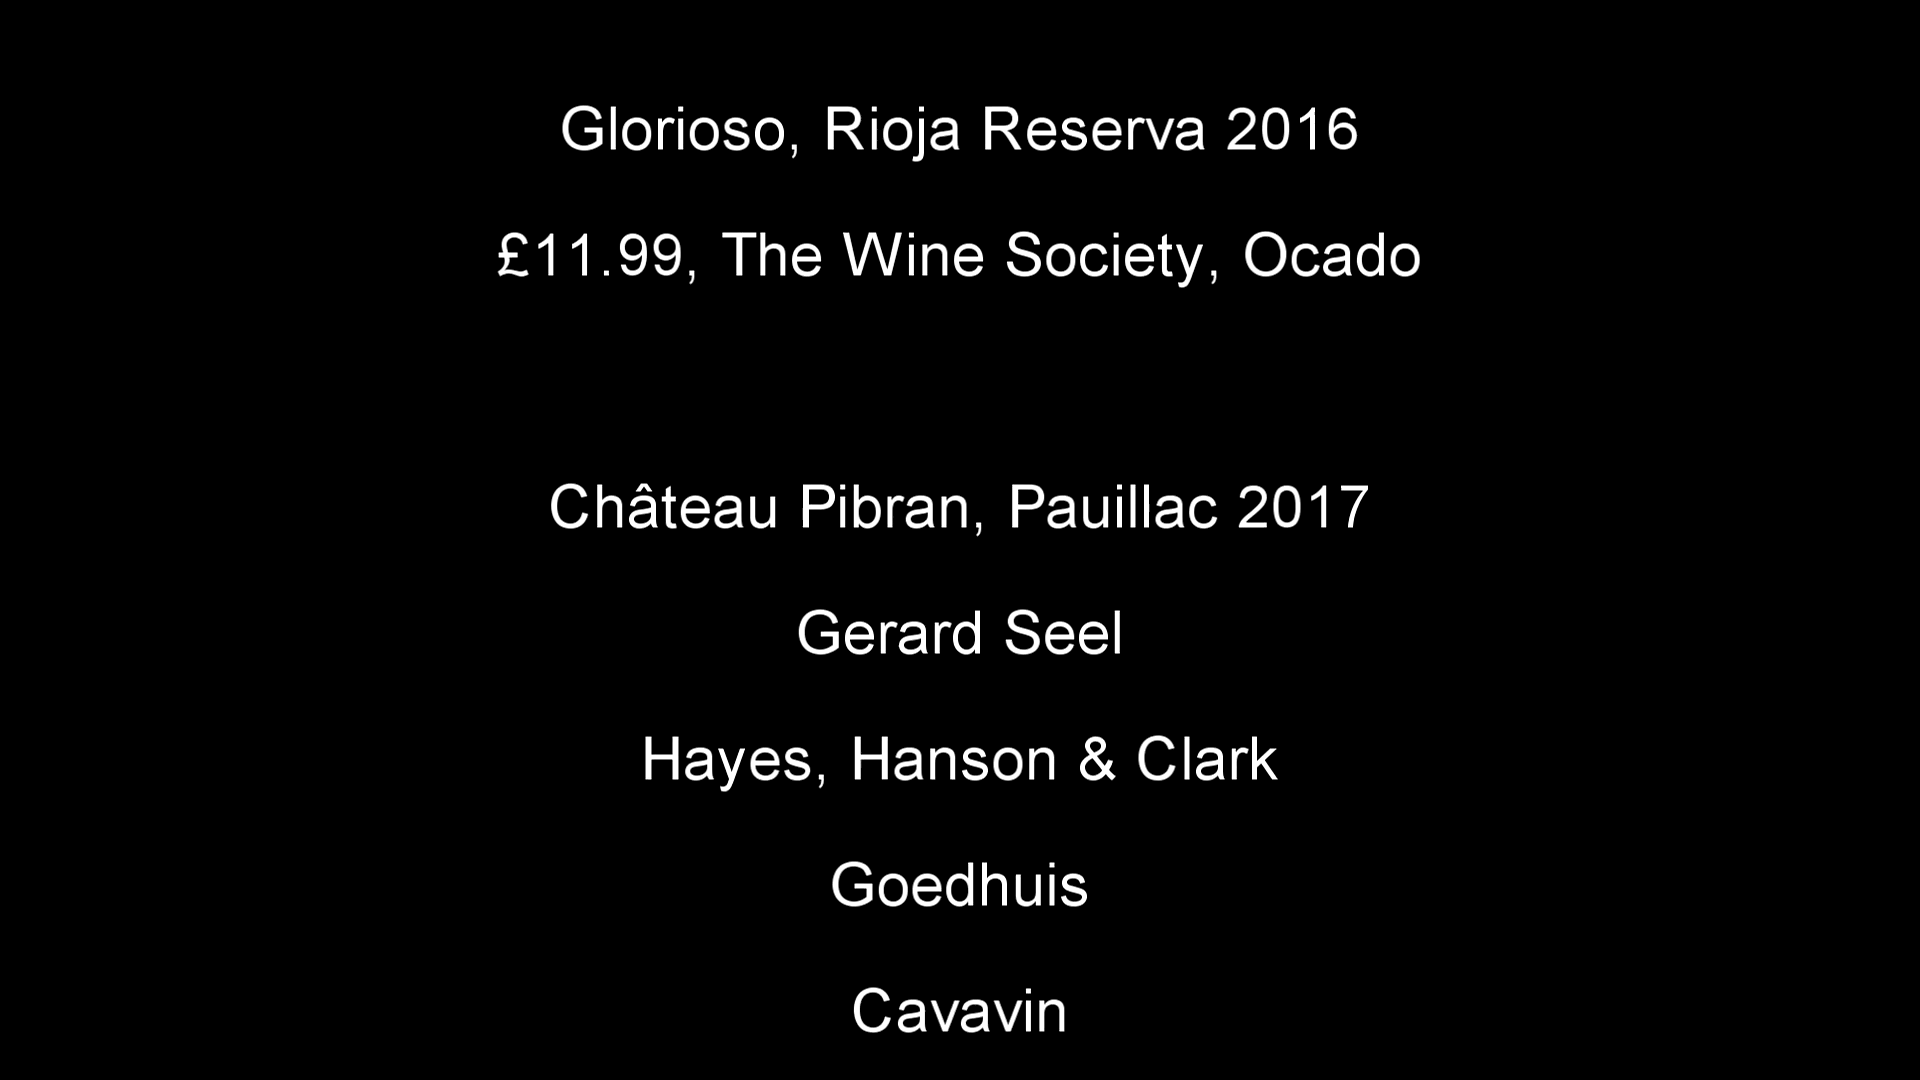 Glorioso, Rioja Reserva 2016
£11.99, The Wine Society, Ocado
Château Pibran, Pauillac 2017
Gerard Seel
Hayes, Hanson & Clark
Goedhuis
Cavavin